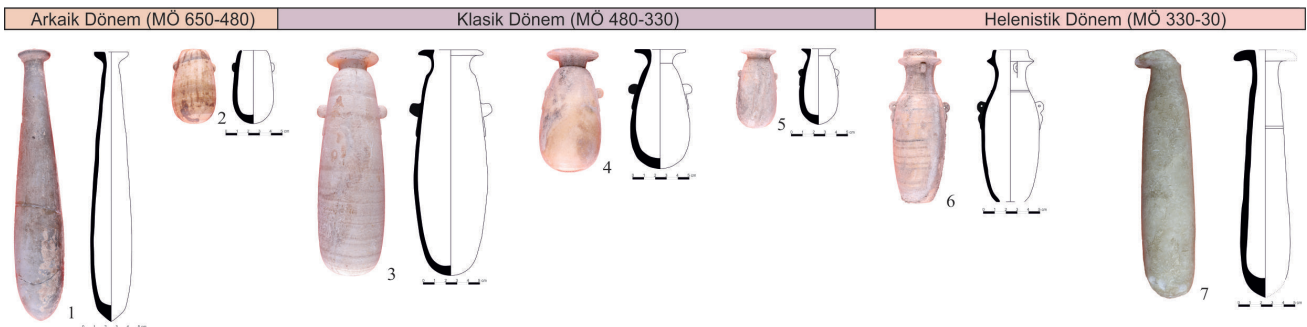 Arkaik Dönem (MÖ 650-480)
Klasik Dönem (MÖ 480-330)
Helenistik Dönem (MÖ 330-30)
1
2
3
4
5
6
7